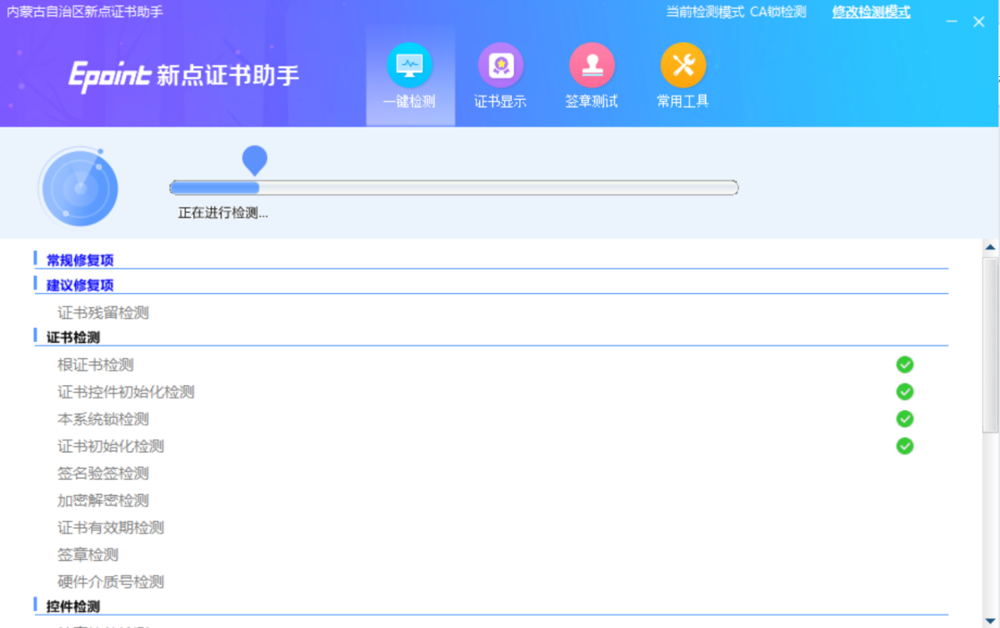 内蒙古自治区新点证书助手
当前检测模式 CA锁检测 修改检测模式
Epoint 新点证书助手
一键检测 证书显示 签章测试 常用工具
正在进行检测...
常规修复项
建议修复项
证书残留检测
证书检测
根证书检测
证书控件初始化检测
本系统锁检测
证书初始化检测
签名验签检测
加密解密检测
证书有效期检测
签章检测
硬件介质号检测
控件检测